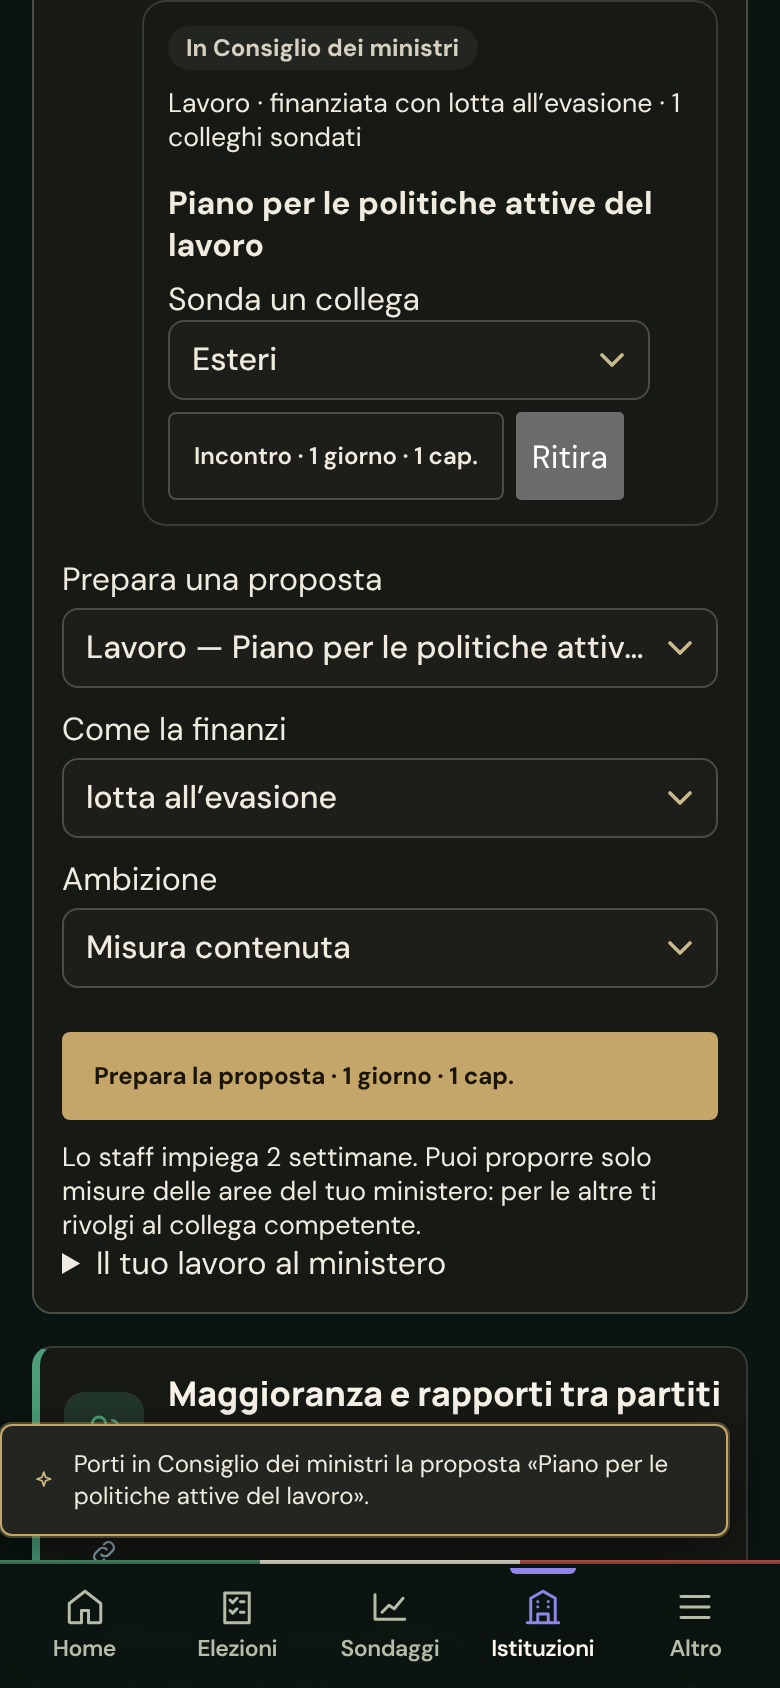 In Consiglio dei ministri
Lavoro · finanziata con lotta all’evasione · 1
colleghi sondati
Piano per le politiche attive del
lavoro
Sonda un collega
Esteri
Incontro · 1 giorno · 1 cap.
Ritira
Prepara una proposta
Lavoro — Piano per le politiche attiv...
Come la finanzi
lotta all’evasione
Ambizione
Misura contenuta
Prepara la proposta · 1 giorno · 1 cap.
Lo staff impiega 2 settimane. Puoi proporre solo
misure delle aree del tuo ministero: per le altre ti
rivolgi al collega competente.
Il tuo lavoro al ministero
Maggioranza e rapporti tra partiti
Porti in Consiglio dei ministri la proposta «Piano per le
politiche attive del lavoro».
Home
Elezioni
Sondaggi
Istituzioni
Altro